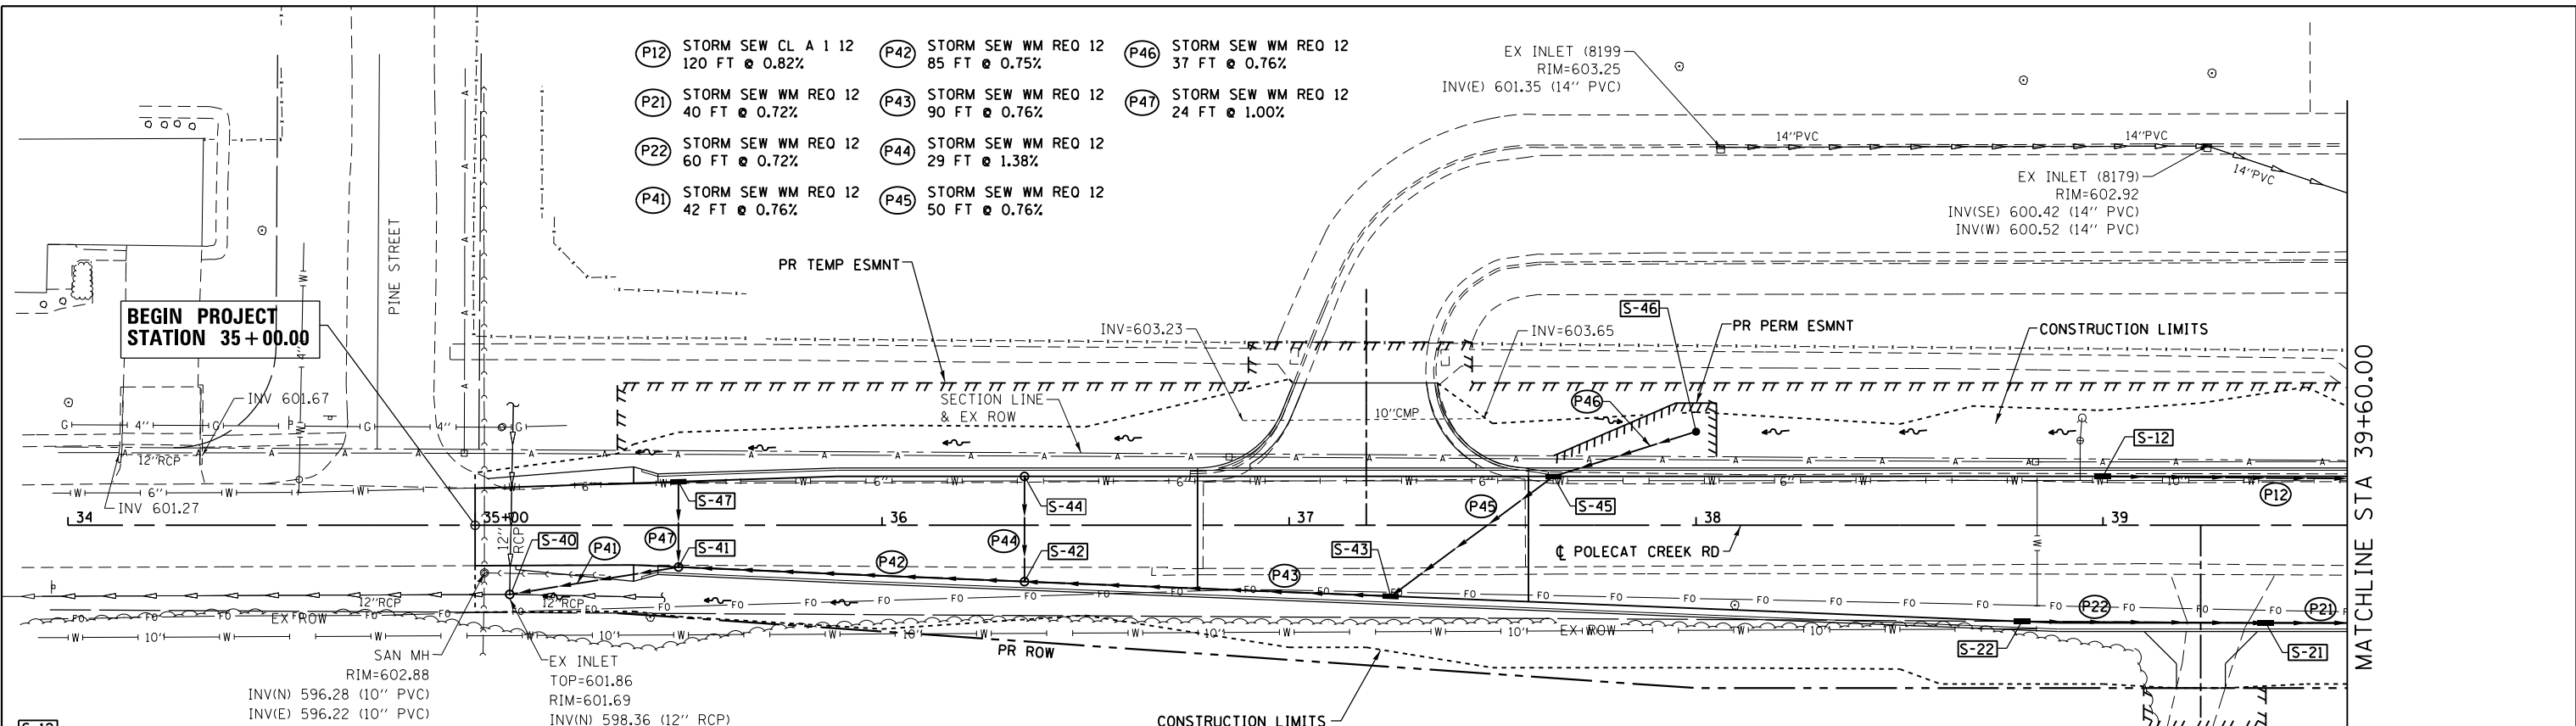 P12 STORM SEW CL A 1 12
120 FT @ 0.82%
P21 STORM SEW WM REQ 12
40 FT @ 0.72%
P22 STORM SEW WM REQ 12
60 FT @ 0.72%
P41 STORM SEW WM REQ 12
42 FT @ 0.76%
P42 STORM SEW WM REQ 12
85 FT @ 0.75%
P43 STORM SEW WM REQ 12
90 FT @ 0.76%
P44 STORM SEW WM REQ 12
29 FT @ 1.38%
P45 STORM SEW WM REQ 12
50 FT @ 0.76%
P46 STORM SEW WM REQ 12
37 FT @ 0.76%
P47 STORM SEW WM REQ 12
24 FT @ 1.00%
EX INLET (8199
RIM=603.25
INV(E) 601.35 (14" PVC)
14"PVC
14"PVC
14"PVC
EX INLET (8179)
RIM=602.92
INV(SE) 600.42 (14" PVC)
INV(W) 600.52 (14" PVC)
PINE STREET
BEGIN PROJECT
STATION 35+00.00
PR TEMP ESMNT
INV=603.23
INV=603.65
S-46
PR PERM ESMNT
CONSTRUCTION LIMITS
MATCHLINE STA 39+60.00
INV 601.67
SECTION LINE
& EX ROW
10"CMP
P46
G 4" G G 4" G
12"RCP
S-12
W 6" W W
INV 601.27
S-47
S-44
P45
S-45
P12
34
35+00
36
37
38
39
12"
RCP
S-40
P41
P47
S-41
P44
S-42
S-43
℄ POLECAT CREEK RD
P42
P43
12"RCP
12"RCP
P22
P21
EX ROW
EX ROW
S-22
S-21
PR ROW
SAN MH
RIM=602.88
INV(N) 596.28 (10" PVC)
INV(E) 596.22 (10" PVC)
EX INLET
TOP=601.86
RIM=601.69
INV(N) 598.36 (12" RCP)
CONSTRUCTION LIMITS